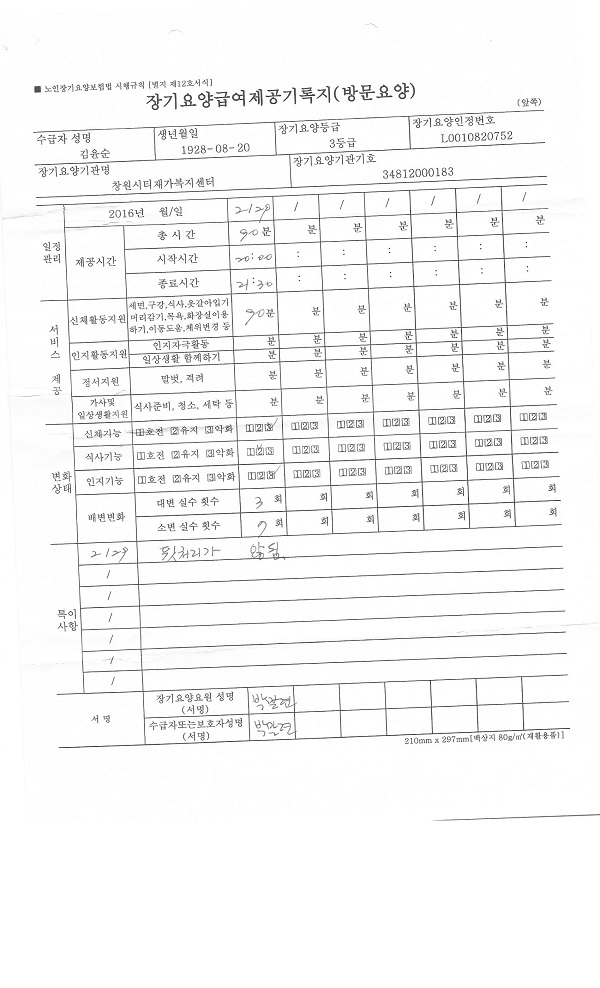 ■ 노인장기요양보험법 시행규칙 [별지 제12호서식]
장기요양급여제공기록지(방문요양)
(앞쪽)
수급자 성명 생년월일 장기요양등급 장기요양인정번호
김윤순 1928-08-20 3등급 L0010820752
장기요양기관명 장기요양기관기호
창원시티재가복지센터 34812000183
일정관리 2016년 월/일 2/29 / / / / / /
제공시간 총 시 간 90분 분 분 분 분 분 분
시작시간 20:00 : : : : : :
종료시간 21:30 : : : : : :
서비스 제공
신체활동지원 세면,구강,식사,옷갈아입기 90분 분 분 분 분 분 분
머리감기,목욕,화장실이용
하기,이동도움,체위변경 등
인지활동지원 인지자극활동 분 분 분 분 분 분 분
일상생활 함께하기 분 분 분 분 분 분 분
정서지원 말벗, 격려 분 분 분 분 분 분 분
가사및
일상생활지원 식사준비, 청소, 세탁 등 분 분 분 분 분 분 분
변화상태
신체기능 1호전 2유지 3악화 123 123 123 123 123 123 123
식사기능 1호전 2유지 3악화 123 123 123 123 123 123 123
인지기능 1호전 2유지 3악화 123 123 123 123 123 123 123
배변변화 대변 실수 횟수 3 회 회 회 회 회 회 회
소변 실수 횟수 7 회 회 회 회 회 회 회
특이사항
2/29 뒷처리가 안됨.
/
/
/
/
/
/
서 명 장기요양요원 성명
(서명)
수급자또는보호자성명
(서명)
210mm x 297mm[백상지 80g/㎡(재활용품)]